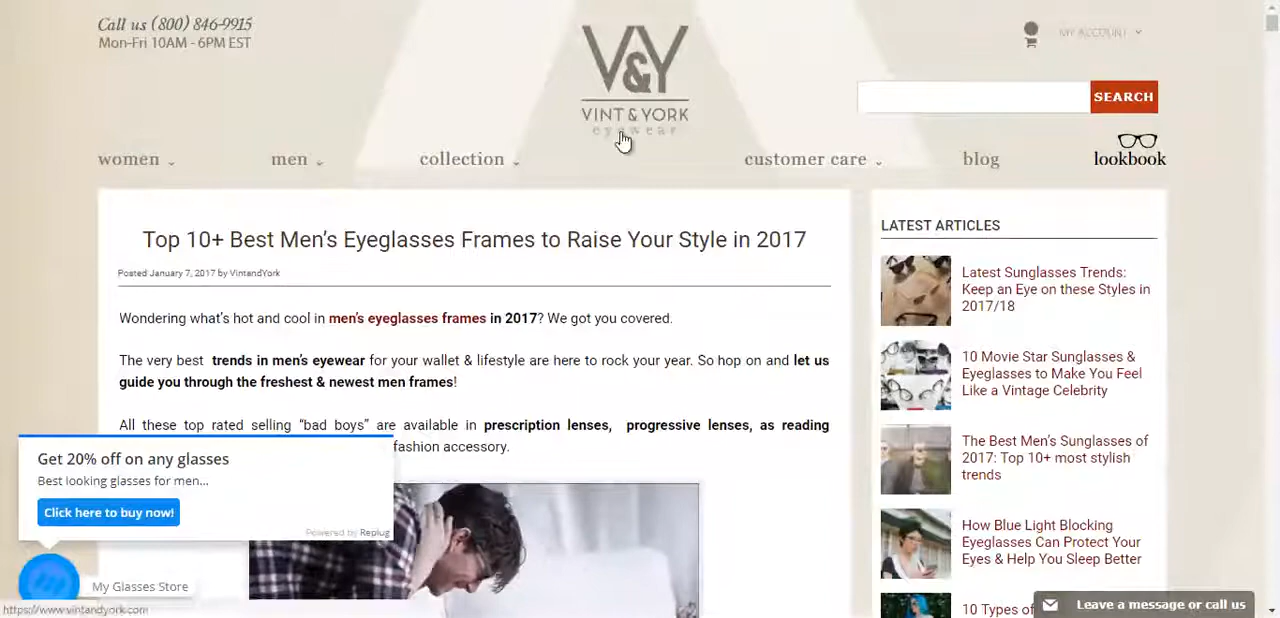 Call us (800) 846-9915
Mon-Fri 10AM - 6PM EST
V&Y
VINT & YORK
eyewear
MY ACCOUNT
SEARCH
women
men
collection
customer care
blog
lookbook
Top 10+ Best Men's Eyeglasses Frames to Raise Your Style in 2017
Posted January 7, 2017 by VintandYork
Wondering what's hot and cool in men's eyeglasses frames in 2017? We got you covered.
The very best trends in men's eyewear for your wallet & lifestyle are here to rock your year. So hop on and let us
guide you through the freshest & newest men frames!
All these top rated selling “bad boys” are available in prescription lenses, progressive lenses, as reading
fashion accessory.
LATEST ARTICLES
Latest Sunglasses Trends:
Keep an Eye on these Styles in
2017/18
10 Movie Star Sunglasses &
Eyeglasses to Make You Feel
Like a Vintage Celebrity
The Best Men's Sunglasses of
2017: Top 10+ most stylish
trends
How Blue Light Blocking
Eyeglasses Can Protect Your
Eyes & Help You Sleep Better
10 Types of
Get 20% off on any glasses
Best looking glasses for men...
Click here to buy now!
Powered by Replug
My Glasses Store
https://www.vintandyork.com
Leave a message or call us